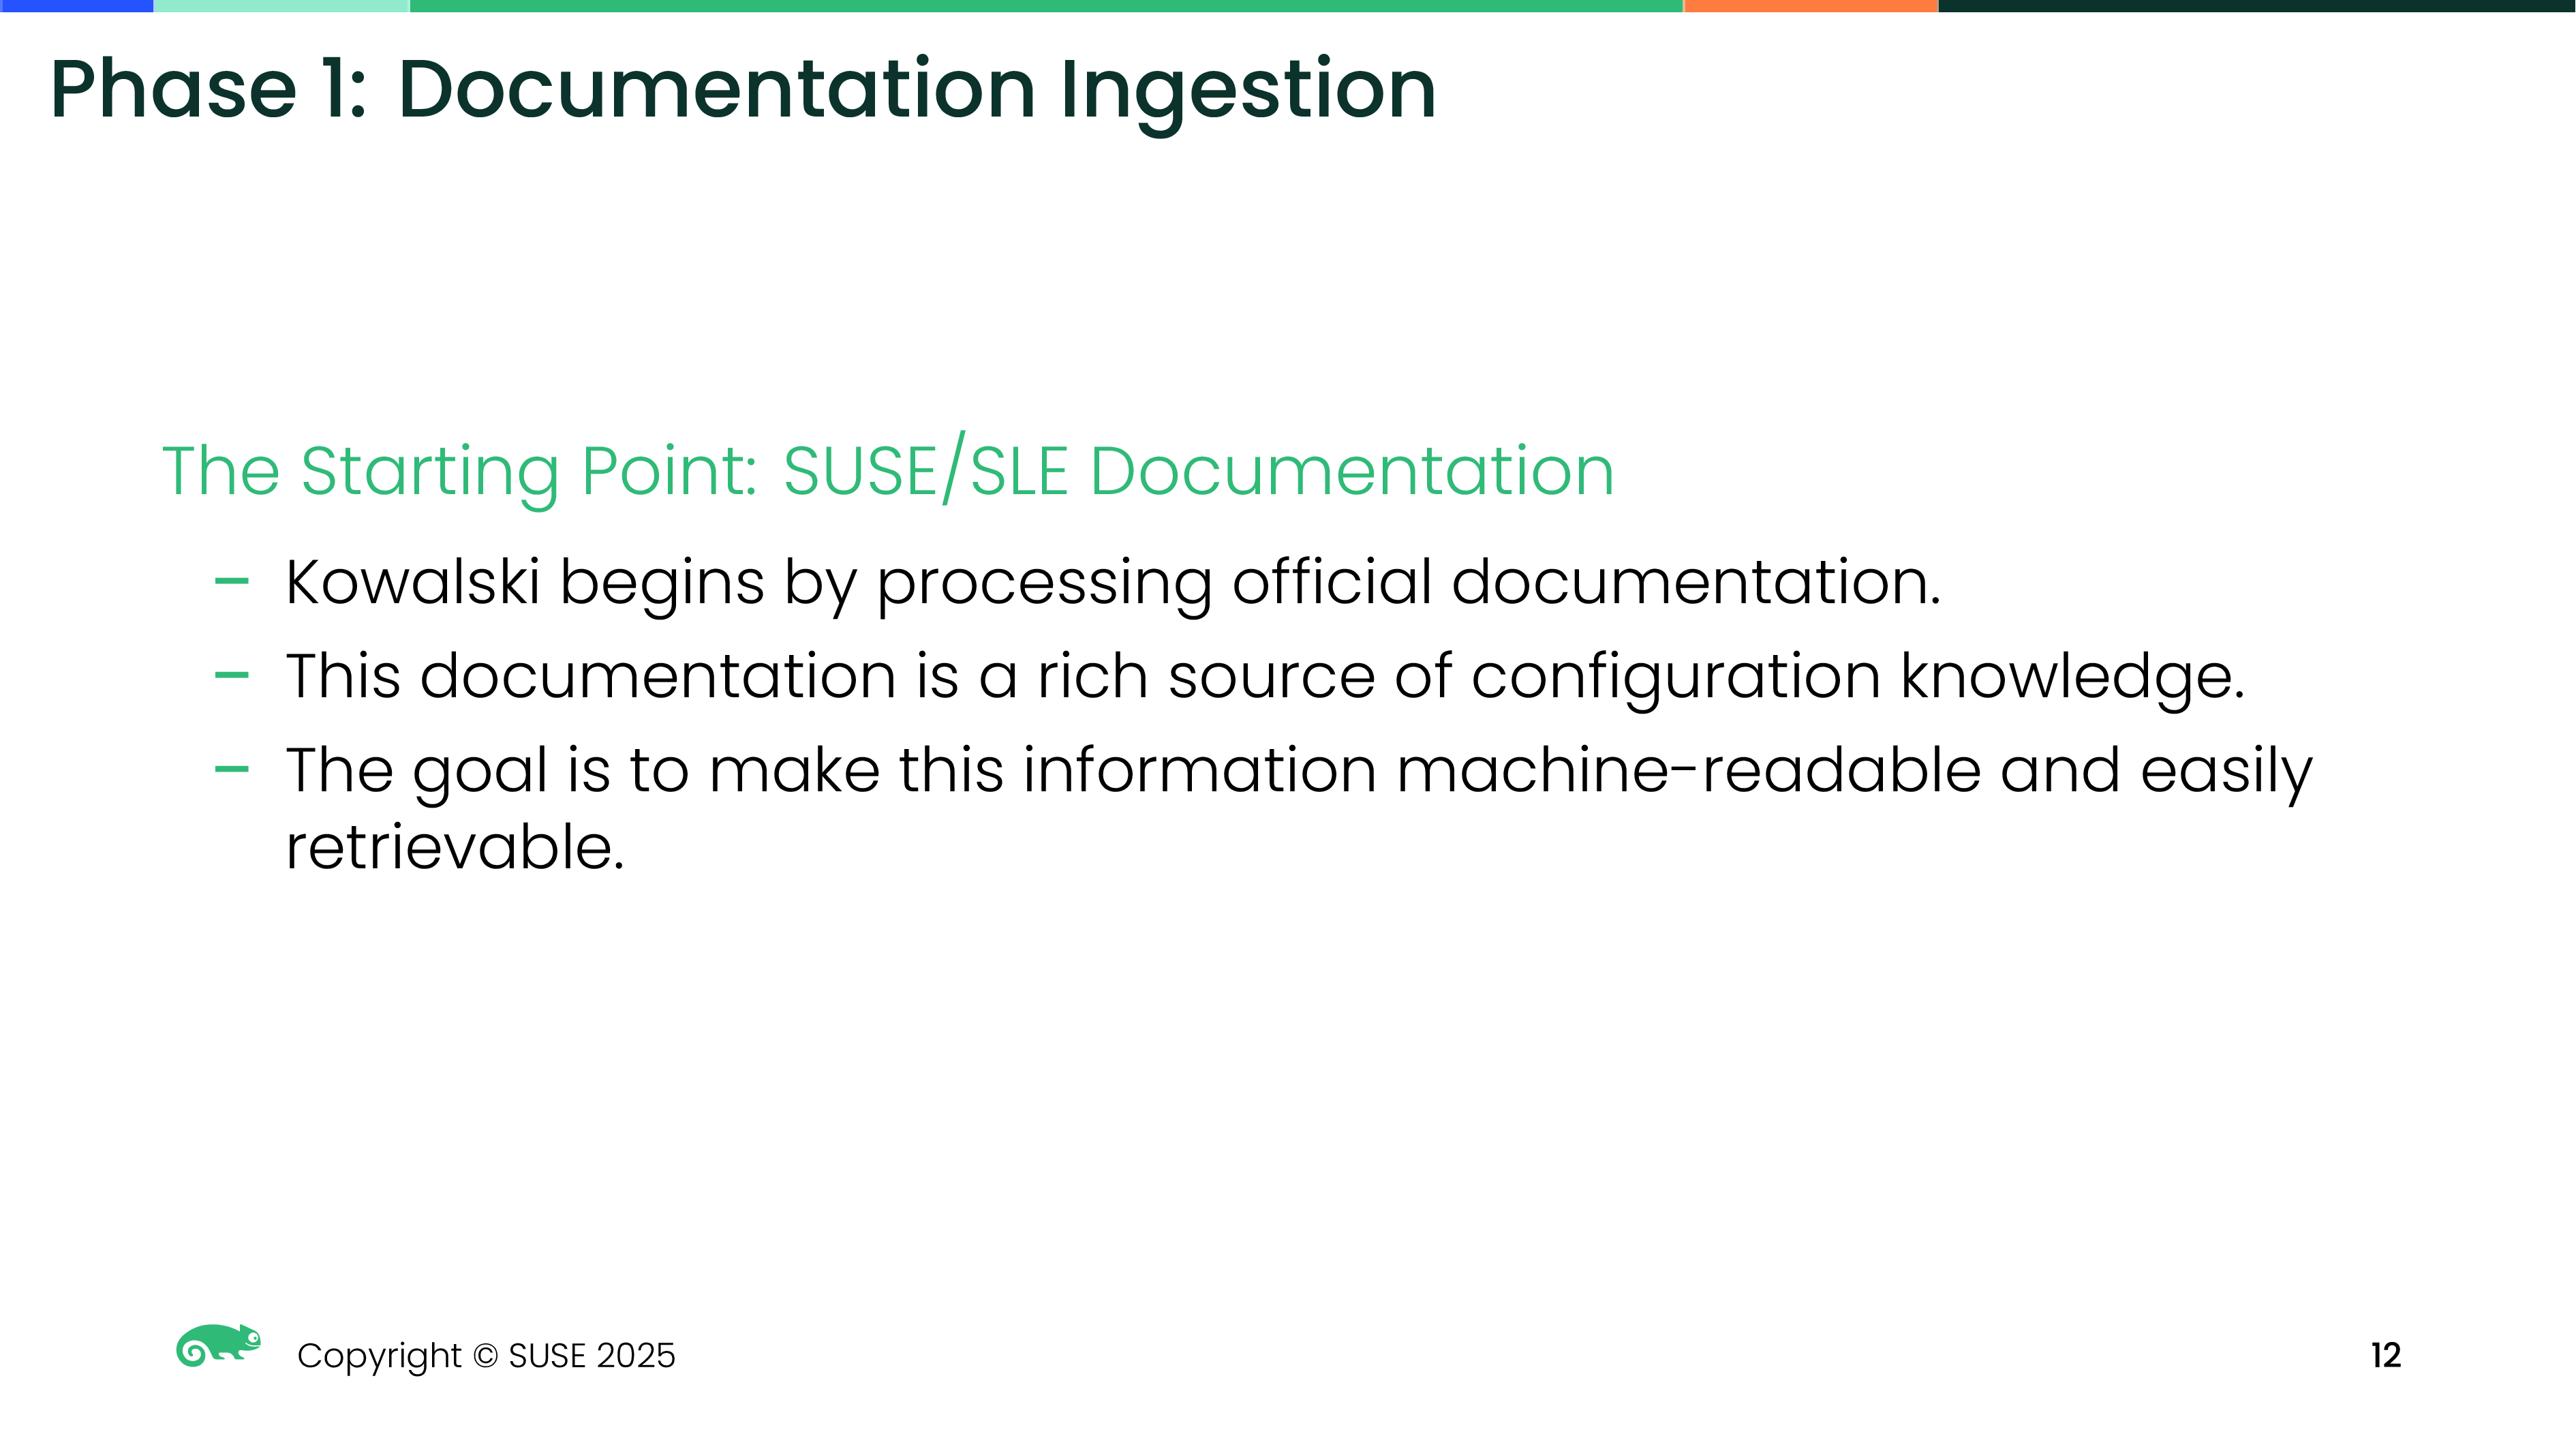 Phase 1: Documentation Ingestion
The Starting Point: SUSE/SLE Documentation
– Kowalski begins by processing official documentation.
– This documentation is a rich source of configuration knowledge.
– The goal is to make this information machine-readable and easily
retrievable.
Copyright © SUSE 2025
12